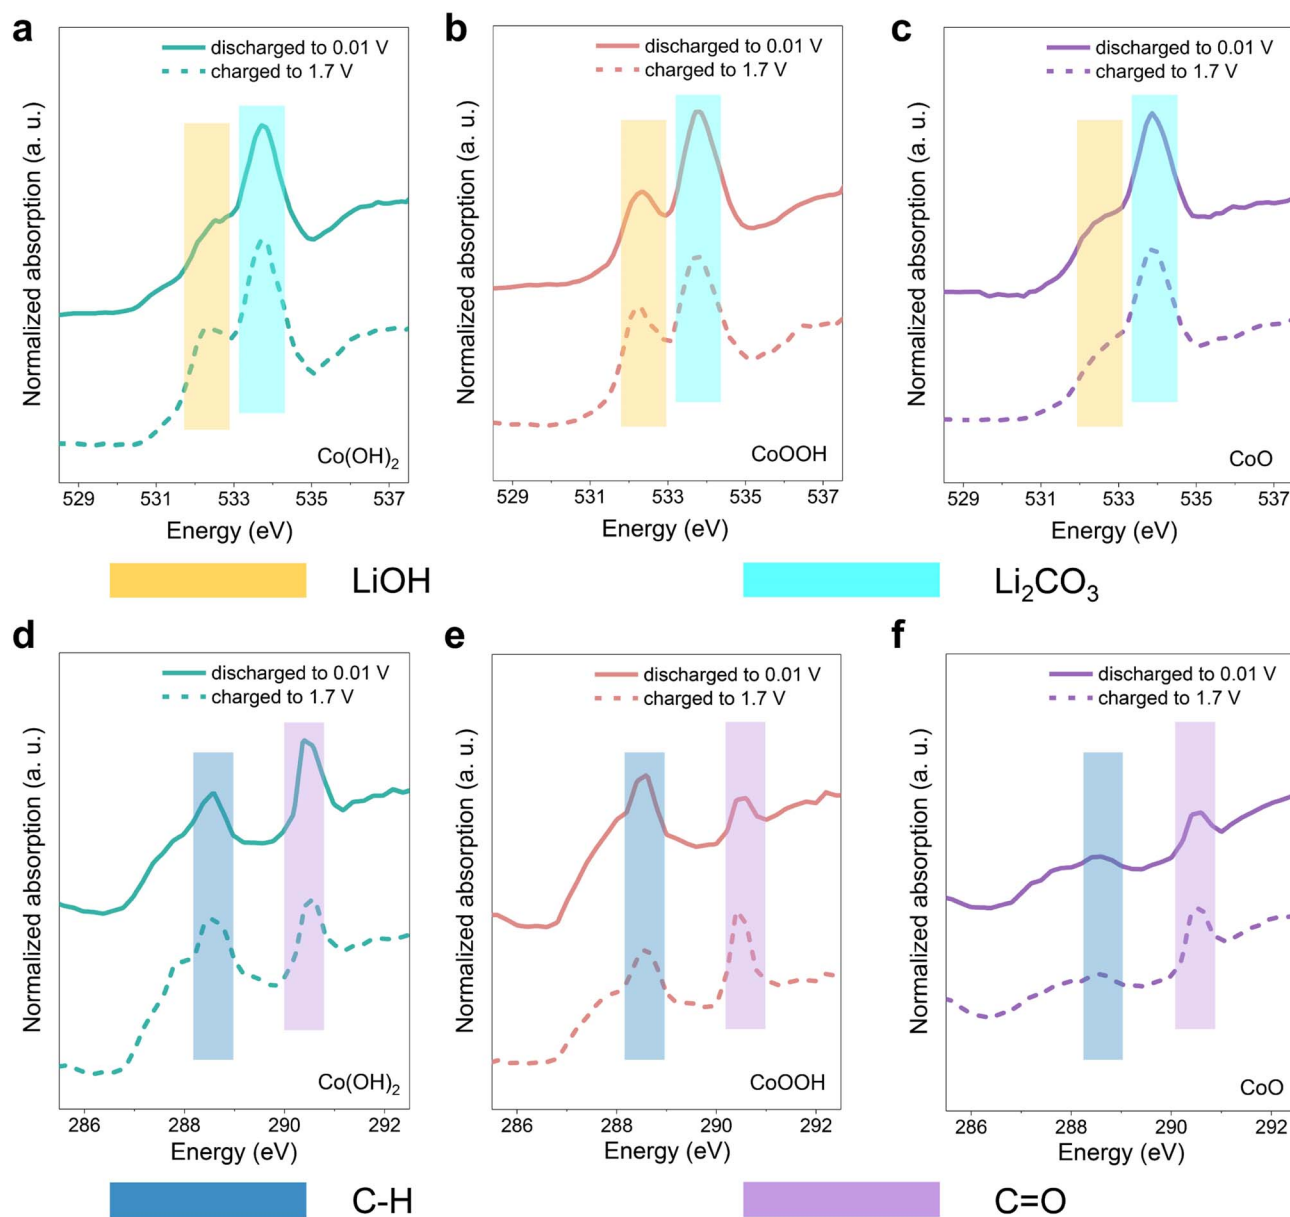 a
discharged to 0.01 V
charged to 1.7 V
Normalized absorption (a. u.)
Co(OH)₂
529 531 533 535 537
Energy (eV)
b
discharged to 0.01 V
charged to 1.7 V
Normalized absorption (a. u.)
CoOOH
529 531 533 535 537
Energy (eV)
c
discharged to 0.01 V
charged to 1.7 V
Normalized absorption (a. u.)
CoO
529 531 533 535 537
Energy (eV)
LiOH
Li₂CO₃
d
discharged to 0.01 V
charged to 1.7 V
Normalized absorption (a. u.)
Co(OH)₂
286 288 290 292
Energy (eV)
e
discharged to 0.01 V
charged to 1.7 V
Normalized absorption (a. u.)
CoOOH
286 288 290 292
Energy (eV)
f
discharged to 0.01 V
charged to 1.7 V
Normalized absorption (a. u.)
CoO
286 288 290 292
Energy (eV)
C-H
C=O